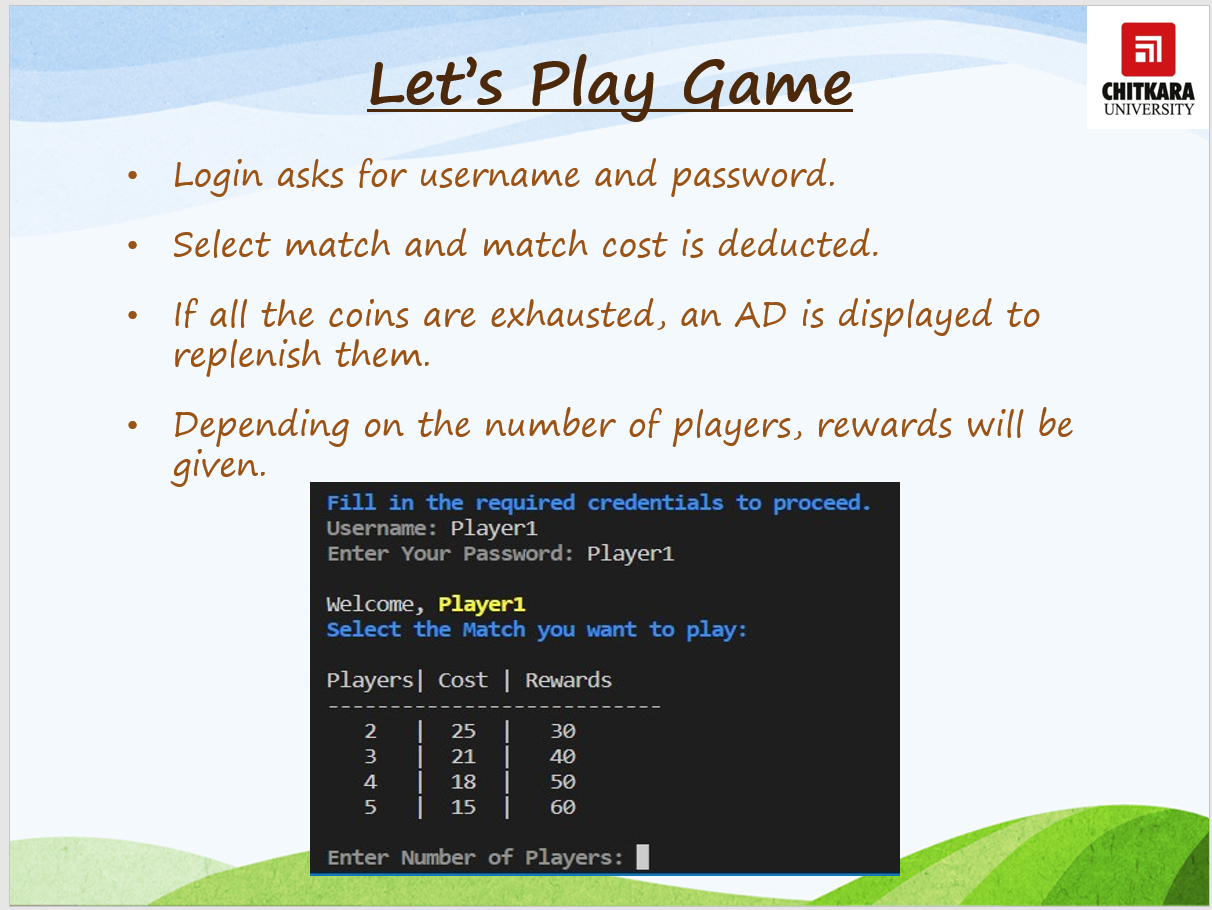 Let's Play Game
CHITKARA
UNIVERSITY
• Login asks for username and password.
• Select match and match cost is deducted.
• If all the coins are exhausted, an AD is displayed to
replenish them.
• Depending on the number of players, rewards will be
given.
Fill in the required credentials to proceed.
Username: Player1
Enter Your Password: Player1
Welcome, Player1
Select the Match you want to play:
Players| Cost | Rewards
---------------------------
2 | 25 | 30
3 | 21 | 40
4 | 18 | 50
5 | 15 | 60
Enter Number of Players: